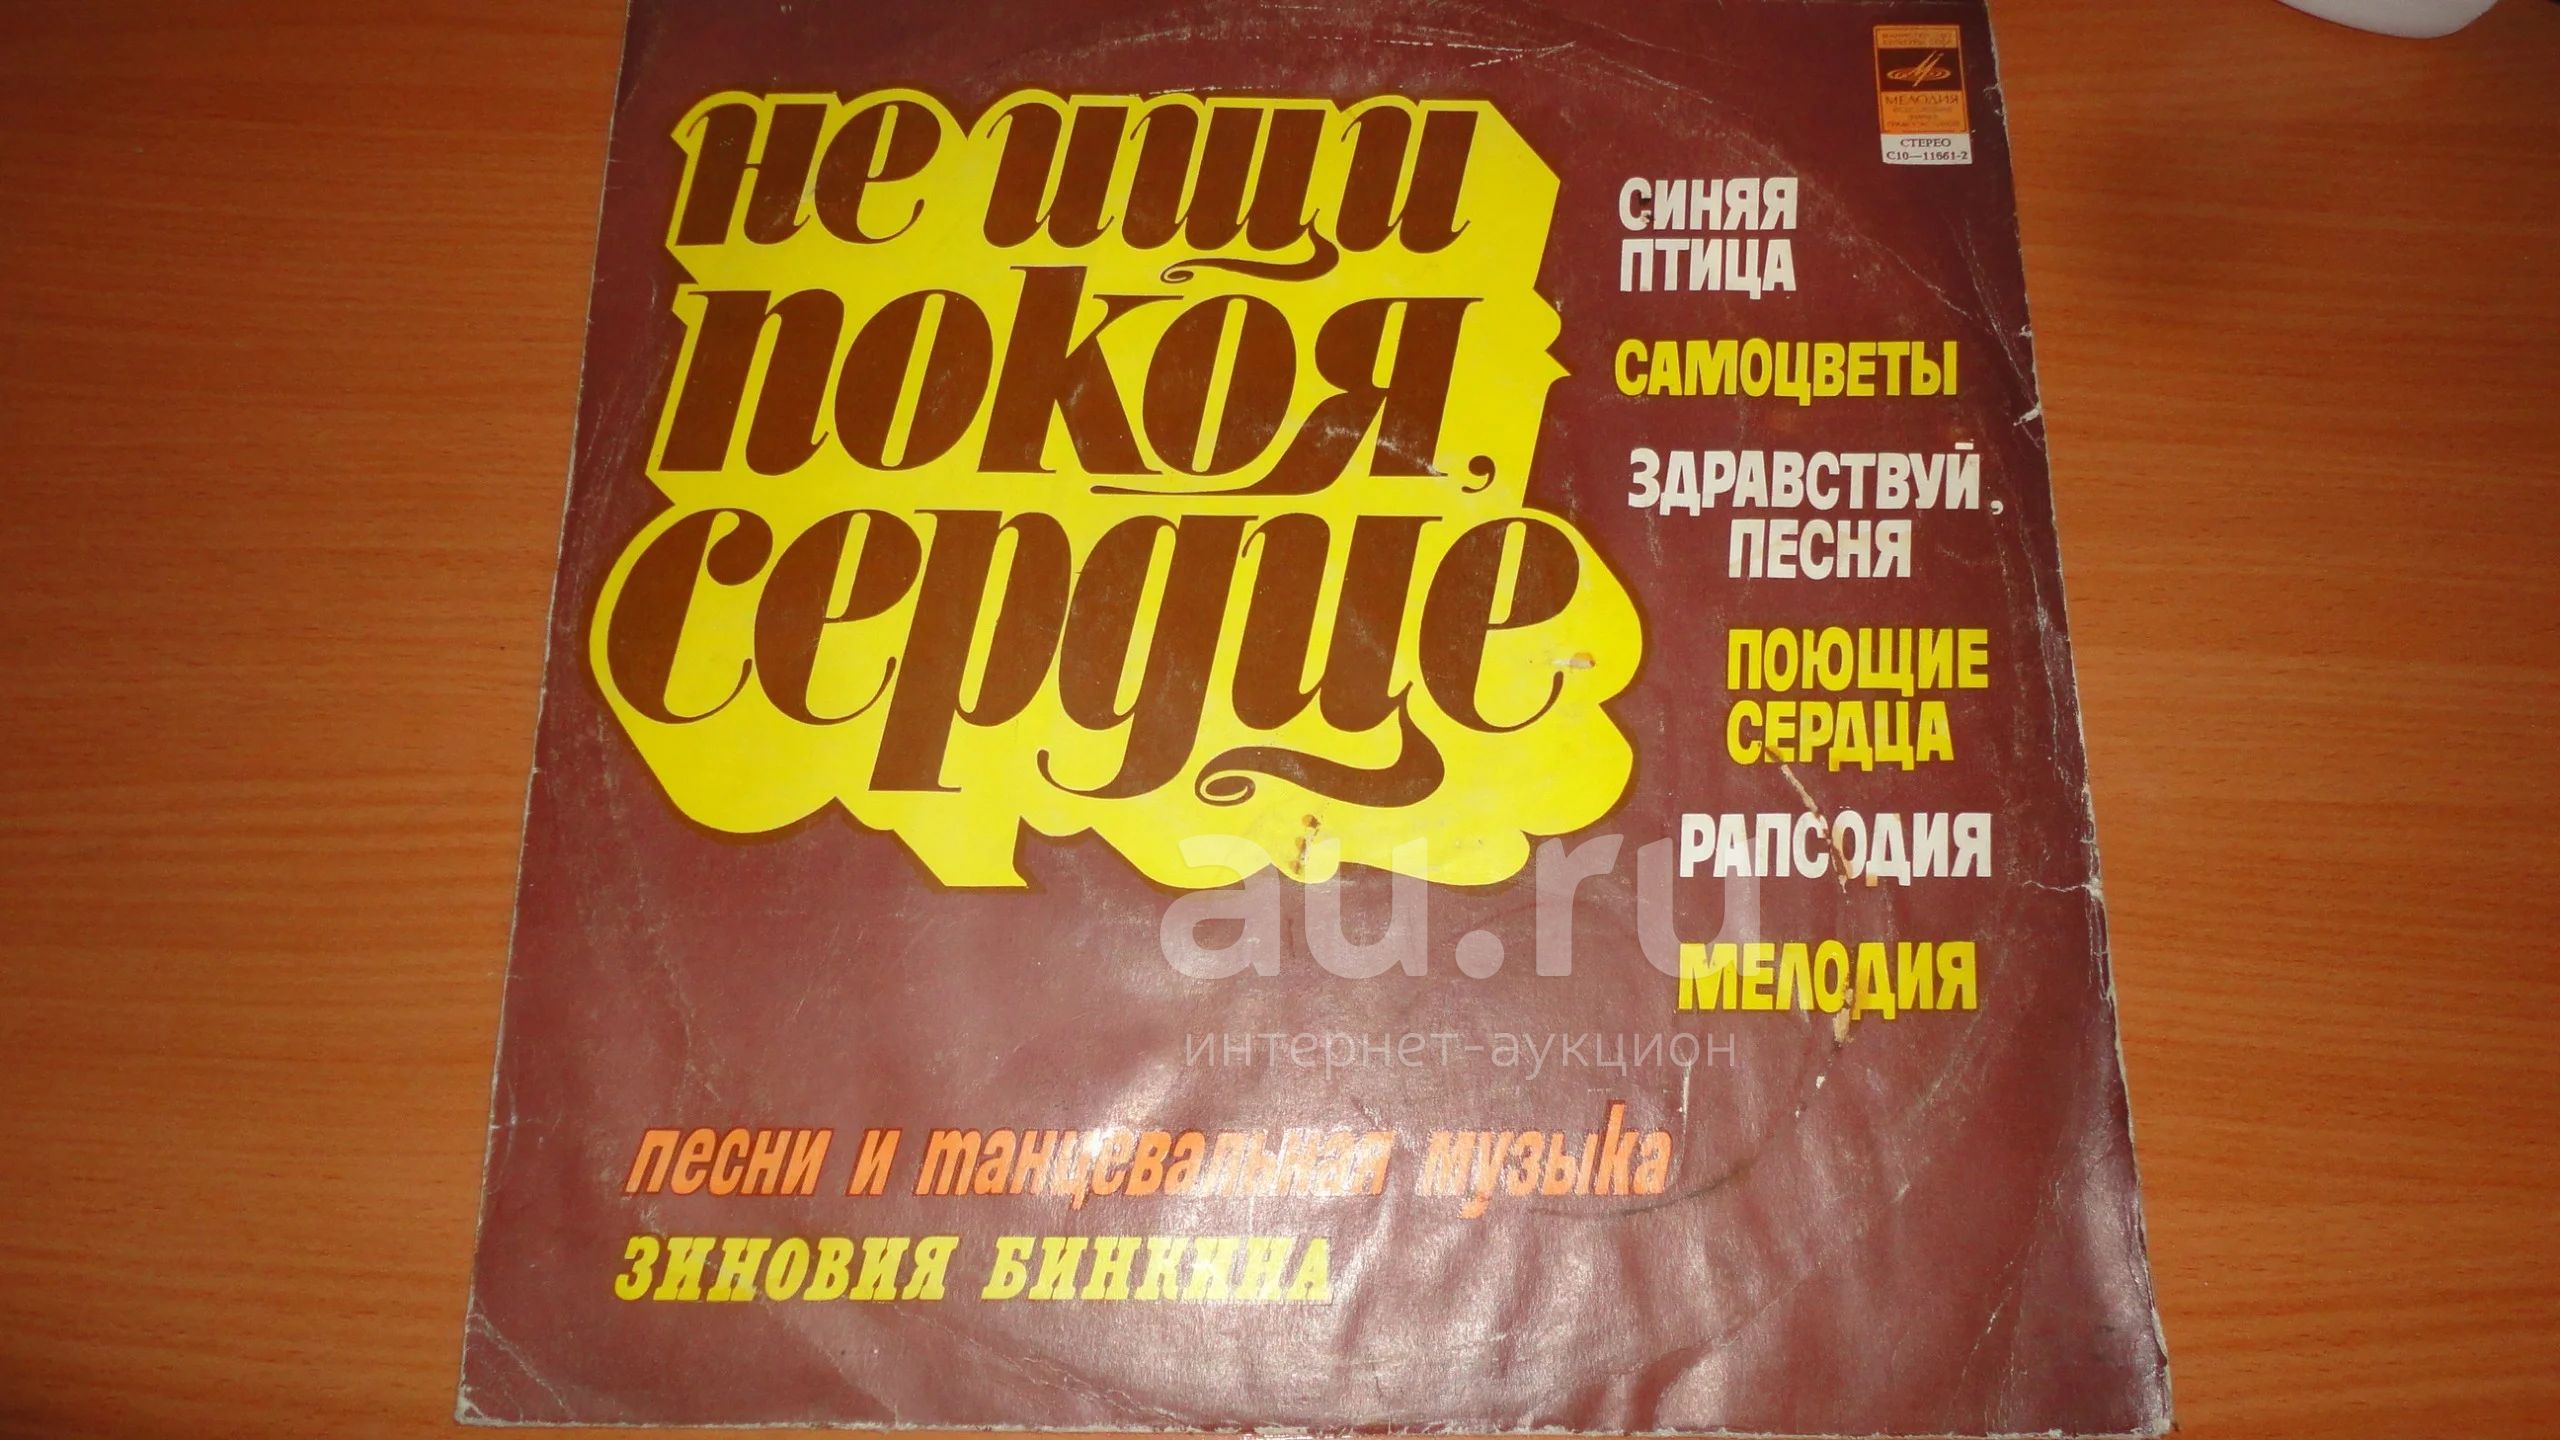 не ищи
покоя,
сердце
МЕЛОДИЯ
СТЕРЕО
С10—11661-2
СИНЯЯ
ПТИЦА
САМОЦВЕТЫ
ЗДРАВСТВУЙ,
ПЕСНЯ
ПОЮЩИЕ
СЕРДЦА
РАПСОДИЯ
МЕЛОДИЯ
au.ru
интернет-аукцион
песни и танцевальная музыка
ЗИНОВИЯ БИНКИНА